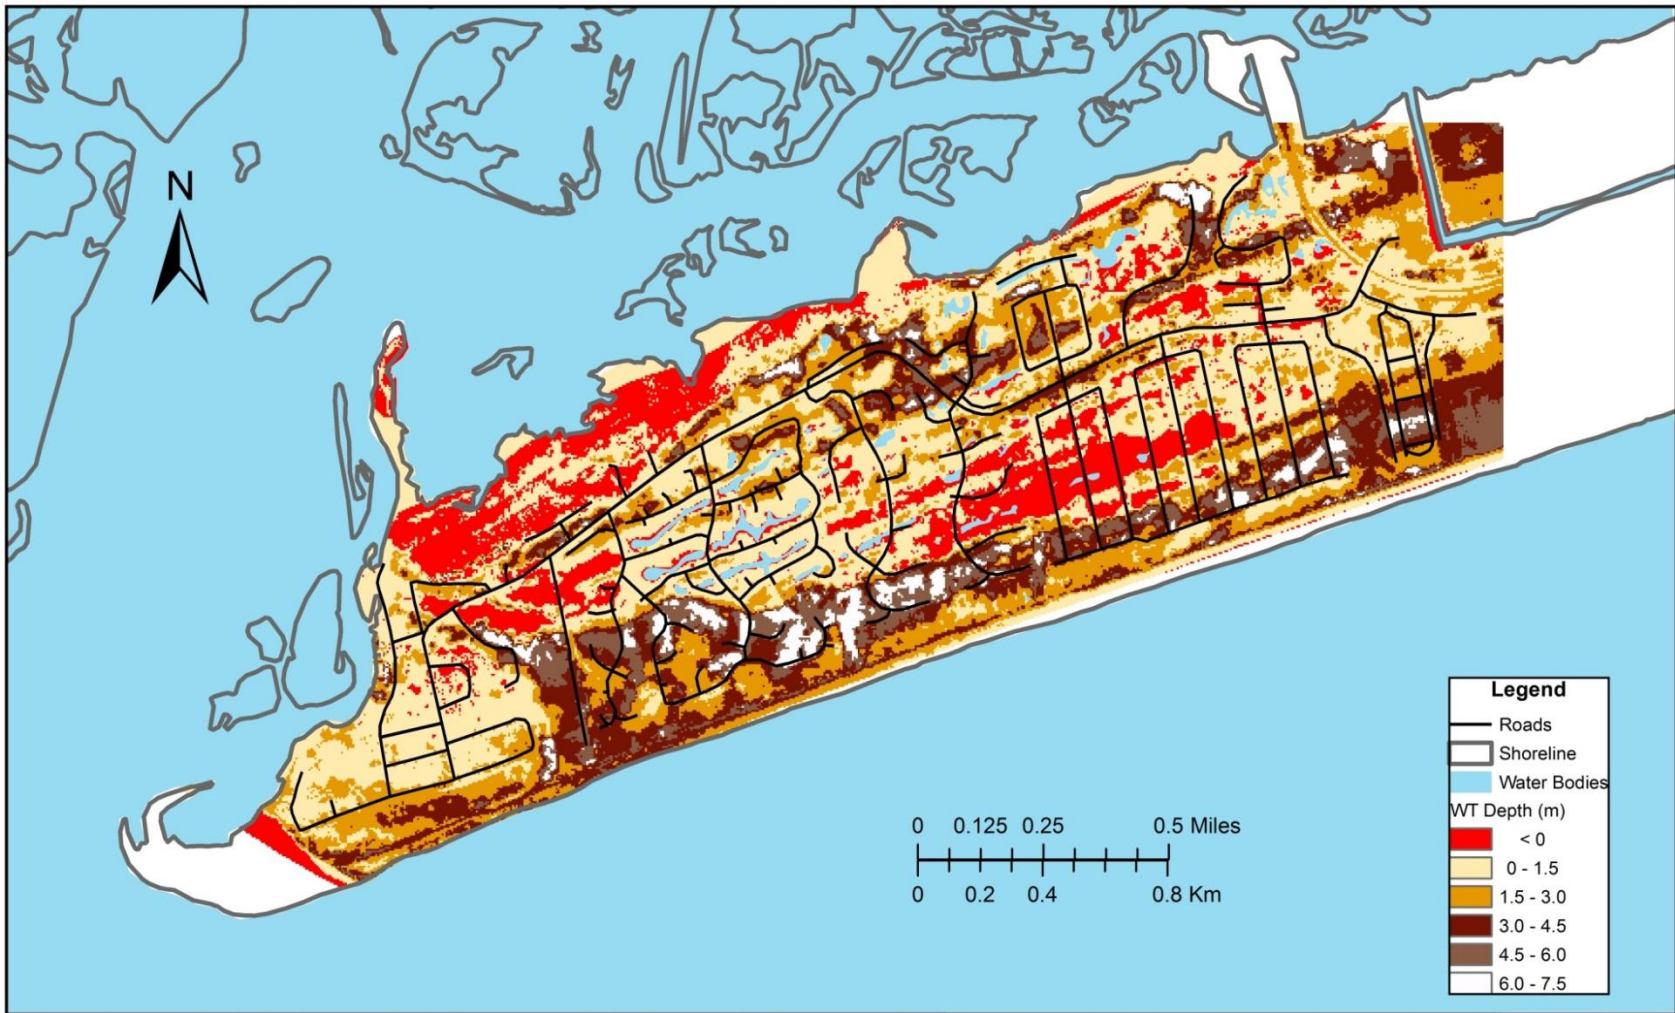 N
Legend
Roads
Shoreline
Water Bodies
WT Depth (m)
< 0
0 - 1.5
1.5 - 3.0
3.0 - 4.5
4.5 - 6.0
6.0 - 7.5
0 0.125 0.25 0.5 Miles
0 0.2 0.4 0.8 Km